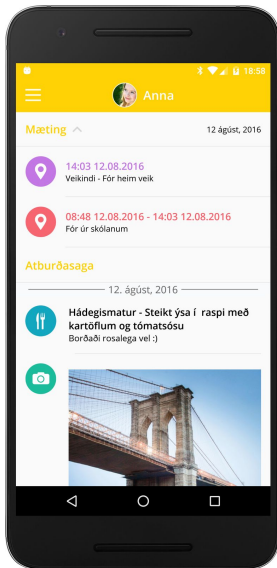 18:58
Anna
Mæting
12 ágúst, 2016
14:03 12.08.2016
Veikindi - Fór heim veik
08:48 12.08.2016 - 14:03 12.08.2016
Fór úr skólanum
Atburðasaga
12. ágúst, 2016
Hádegismatur - Steikt ýsa í raspi með
kartöflum og tómatsósu
Borðaði rosalega vel :)